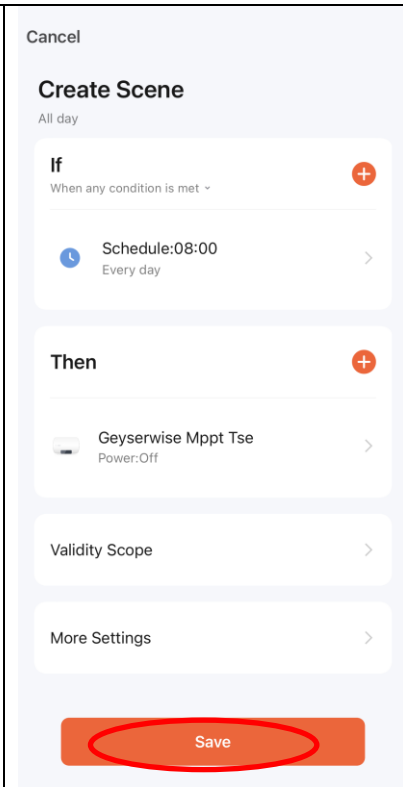 Cancel
Create Scene
All day
If
When any condition is met
Schedule:08:00
Every day
Then
Geyserwise Mppt Tse
Power:Off
Validity Scope
More Settings
Save